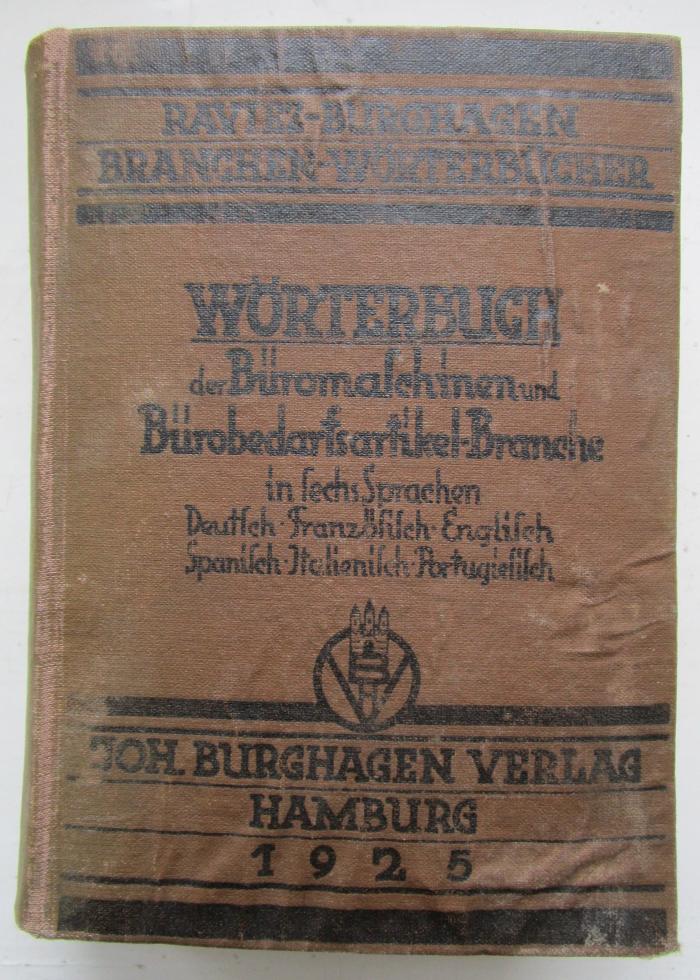 RAVIZZ-BURGHAGEN
BRANCHEN-WÖRTERBÜCHER
WÖRTERBUCH
der Büromaſchinen und
Bürobedarfsartikel-Branche
in ſechs Sprachen
Deutſch · Franzöſiſch · Engliſch
Spaniſch · Italieniſch · Portugieſiſch
JOH. BURGHAGEN VERLAG
HAMBURG
1925